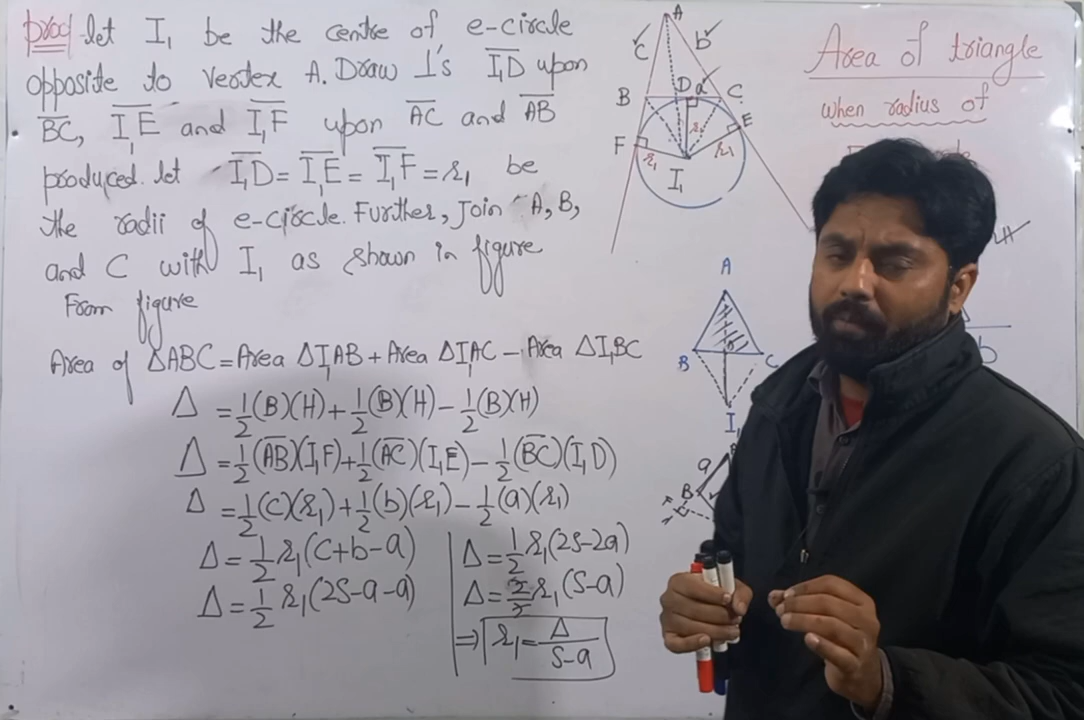 proof let I₁ be the centre of e-circle
opposite to vertex A. Draw ⊥'s I₁D upon
BC, I₁E and I₁F upon AC and AB
produced. let I₁D = I₁E = I₁F = r₁ be
the radii of e-circle. Further, Join A, B,
and C with I₁ as shown in figure
From figure
Area of ΔABC = Area ΔI₁AB + Area ΔI₁AC − Area ΔI₁BC
Δ = 1/2(B)(H) + 1/2(B)(H) − 1/2(B)(H)
Δ = 1/2(AB)(I₁F) + 1/2(AC)(I₁E) − 1/2(BC)(I₁D)
Δ = 1/2(C)(r₁) + 1/2(b)(r₁) − 1/2(a)(r₁)
Δ = 1/2 r₁(C+b−a)
Δ = 1/2 r₁(2S−a−a)
Δ = 1/2 r₁(2S−2a)
Δ = 2/2 r₁(S−a)
⇒ r₁ = Δ/S−a
A
C b
B D a C
F E
r₁ r r₁
I₁
A
B C
I₁
a
B
Area of triangle
when radius of
b